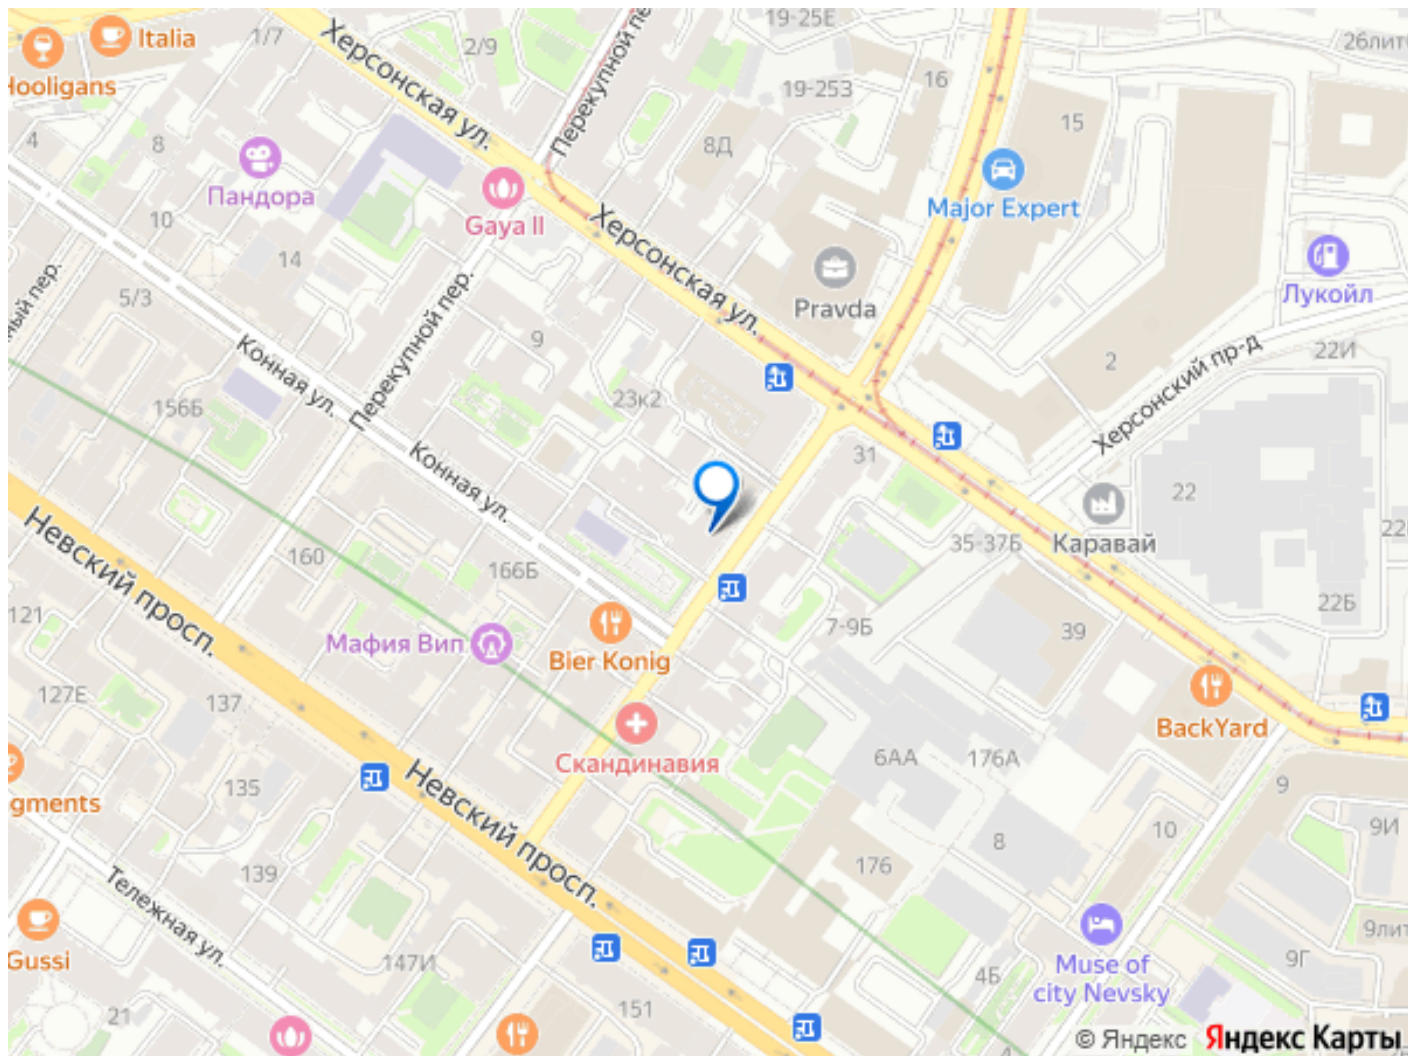 Italia
Hooligans
1/7
2/9
19-25Е
26лит
Херсонская ул.
Перекупной пе
19-253
16
15
4
8
8Д
Пандора
Gaya II
Major Expert
10
14
Херсонская ул.
Pravda
Лукойл
ный пер.
5/3
Перекупной пер.
9
2
Херсонский пр-д
22И
Конная ул.
156Б
23к2
31
Конная ул.
22
Невский просп.
160
166Б
35-37Б
Каравай
22Б
121
7-9Б
39
Мафия Вип
Bier Konig
127Е
137
BackYard
Скандинавия
6АА
176А
gments
135
Невский просп.
9
9И
10
8
176
139
Тележная ул.
Gussi
147И
4Б
Muse of
city Nevsky
9Г
9лит
21
151
© Яндекс Яндекс Карты